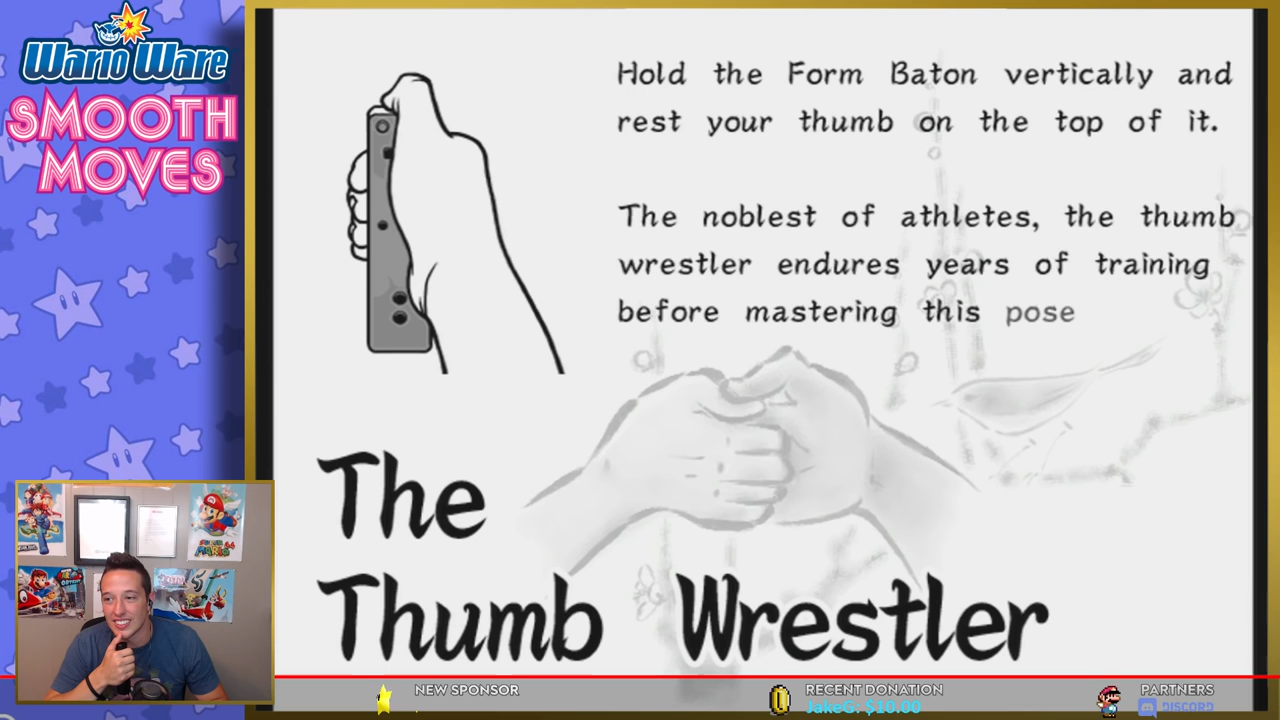 Wario Ware
SMOOTH
MOVES
Hold the Form Baton vertically and
rest your thumb on the top of it.
The noblest of athletes, the thumb
wrestler endures years of training
before mastering this pose
The
Thumb Wrestler
NEW SPONSOR
RECENT DONATION
JakeG: $10.00
PARTNERS
DISCORD